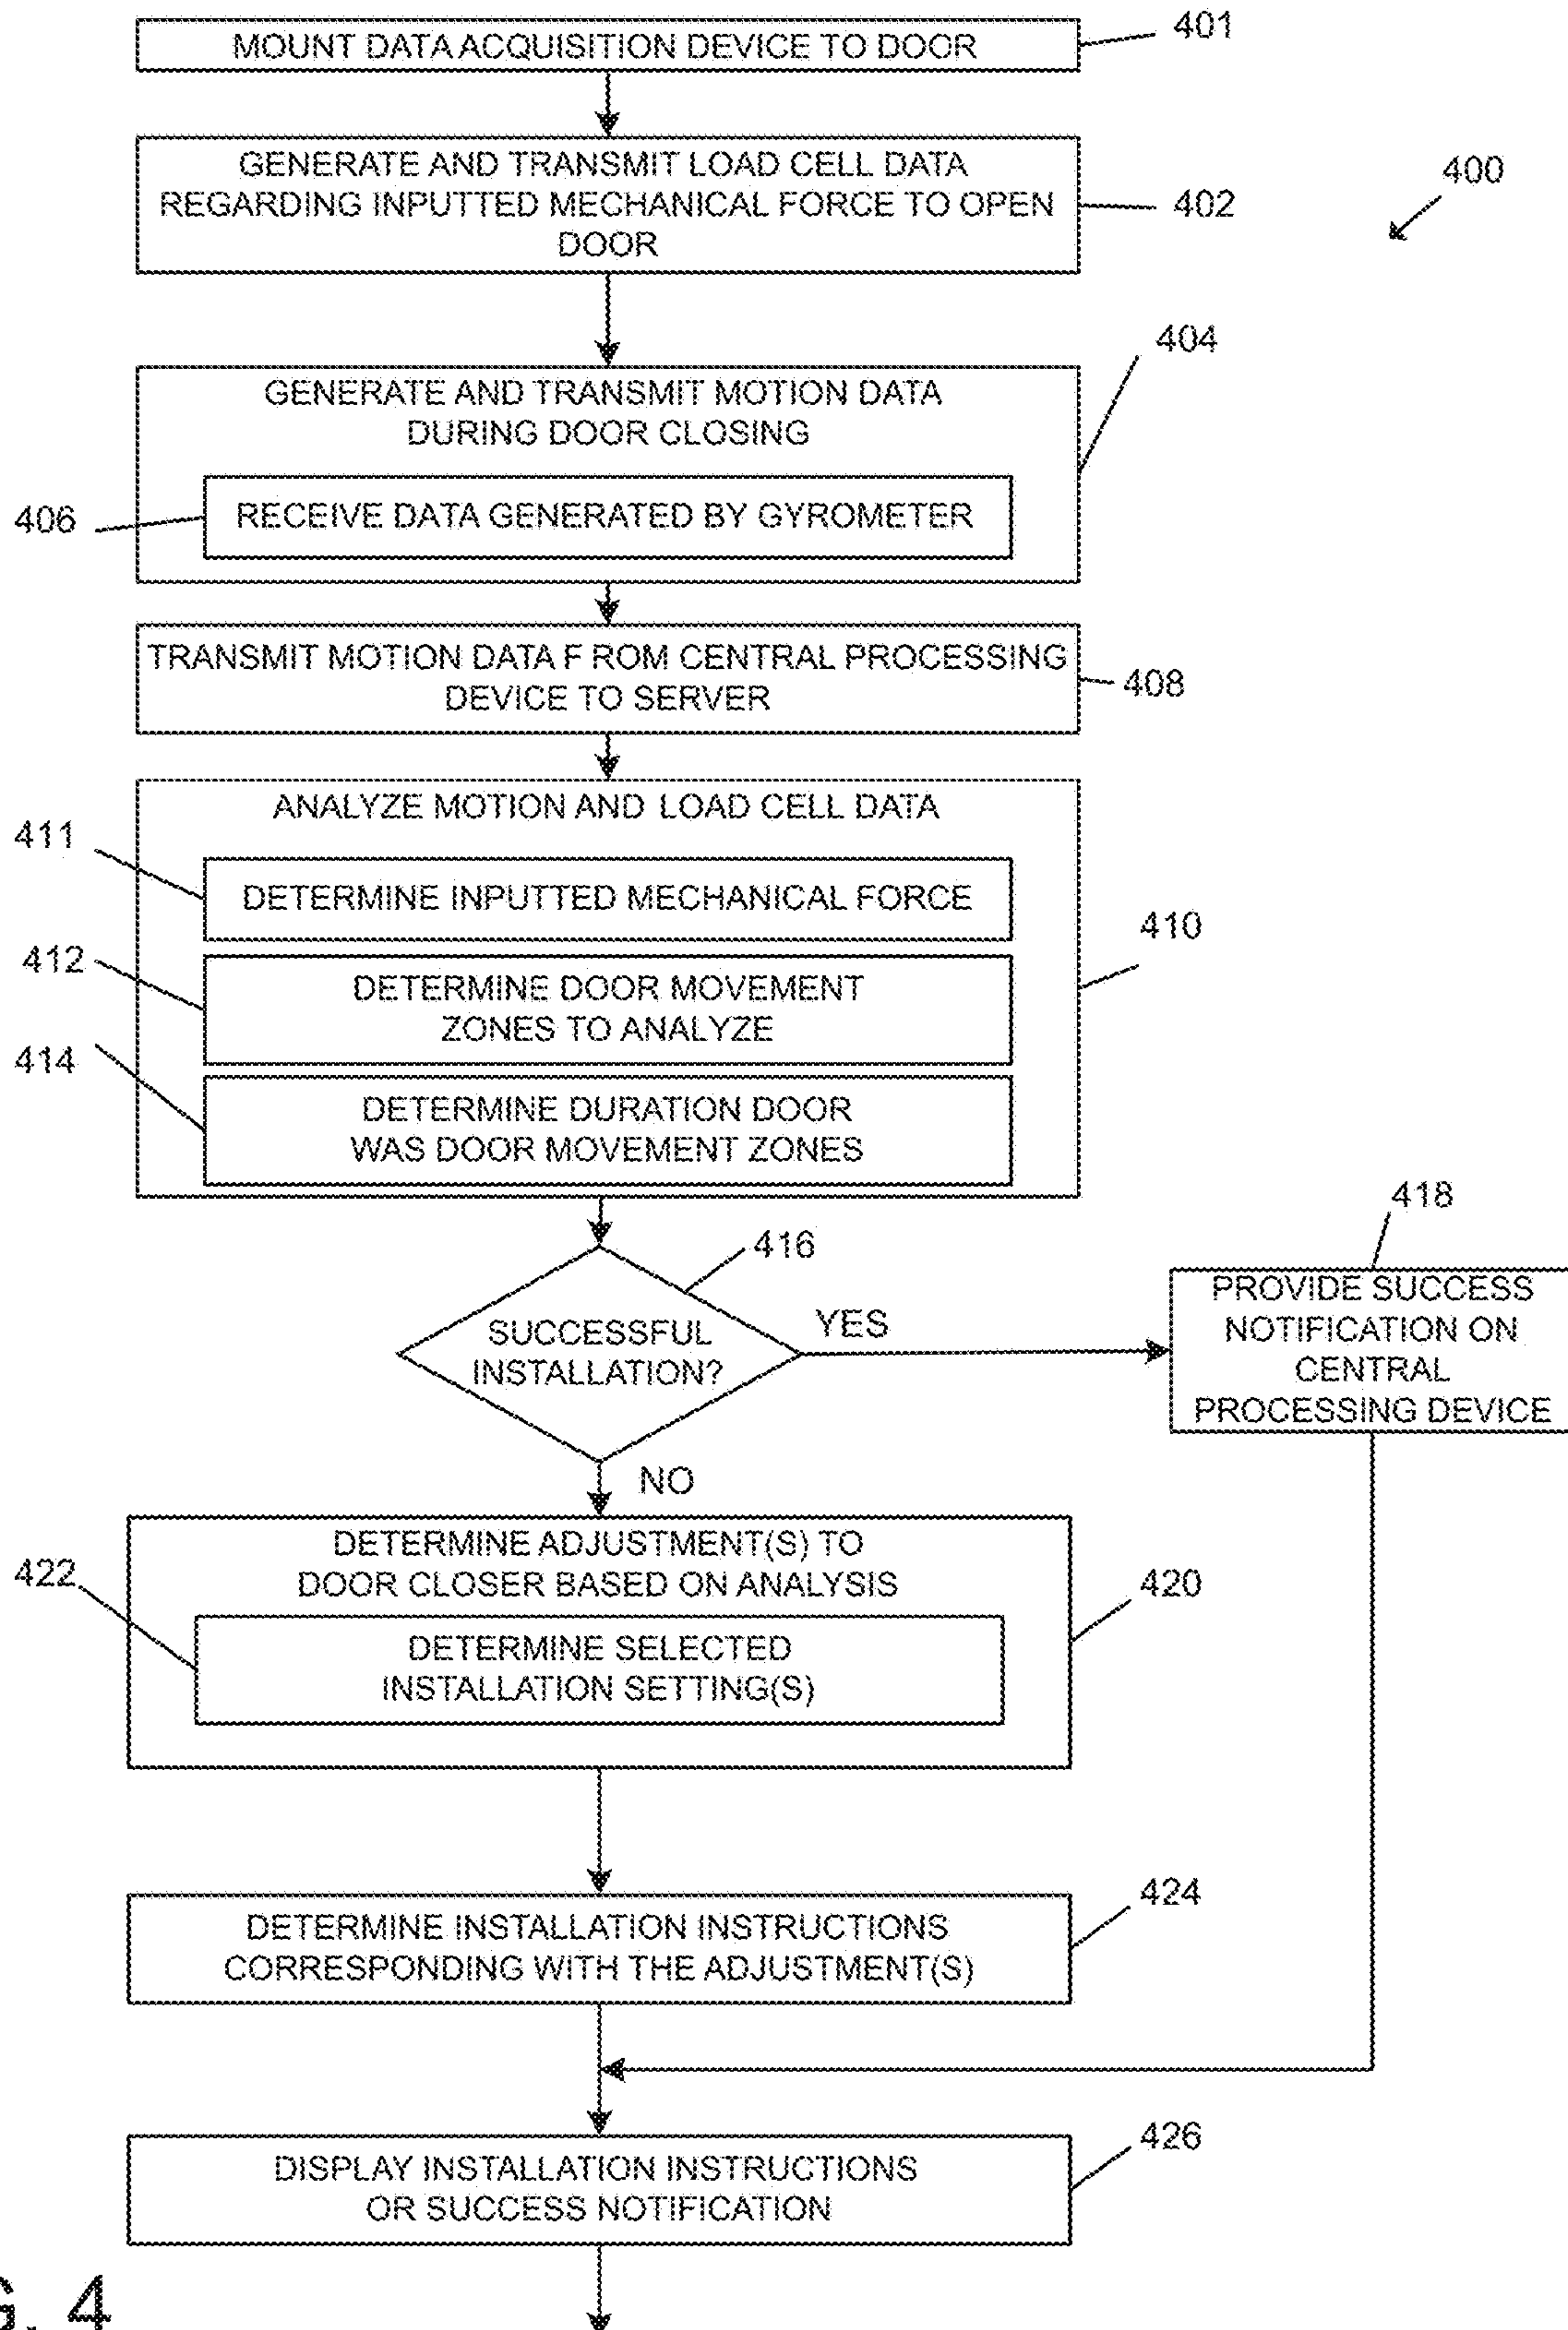 MOUNT DATA ACQUISITION DEVICE TO DOOR
401
GENERATE AND TRANSMIT LOAD CELL DATA
REGARDING INPUTTED MECHANICAL FORCE TO OPEN
DOOR
402
400
GENERATE AND TRANSMIT MOTION DATA
DURING DOOR CLOSING
404
406
RECEIVE DATA GENERATED BY GYROMETER
TRANSMIT MOTION DATA F ROM CENTRAL PROCESSING
DEVICE TO SERVER
408
ANALYZE MOTION AND LOAD CELL DATA
411
DETERMINE INPUTTED MECHANICAL FORCE
410
412
DETERMINE DOOR MOVEMENT
ZONES TO ANALYZE
414
DETERMINE DURATION DOOR
WAS DOOR MOVEMENT ZONES
416
SUCCESSFUL
INSTALLATION?
YES
418
PROVIDE SUCCESS
NOTIFICATION ON
CENTRAL
PROCESSING DEVICE
NO
DETERMINE ADJUSTMENT(S) TO
DOOR CLOSER BASED ON ANALYSIS
420
422
DETERMINE SELECTED
INSTALLATION SETTING(S)
DETERMINE INSTALLATION INSTRUCTIONS
CORRESPONDING WITH THE ADJUSTMENT(S)
424
DISPLAY INSTALLATION INSTRUCTIONS
OR SUCCESS NOTIFICATION
426
G. 4